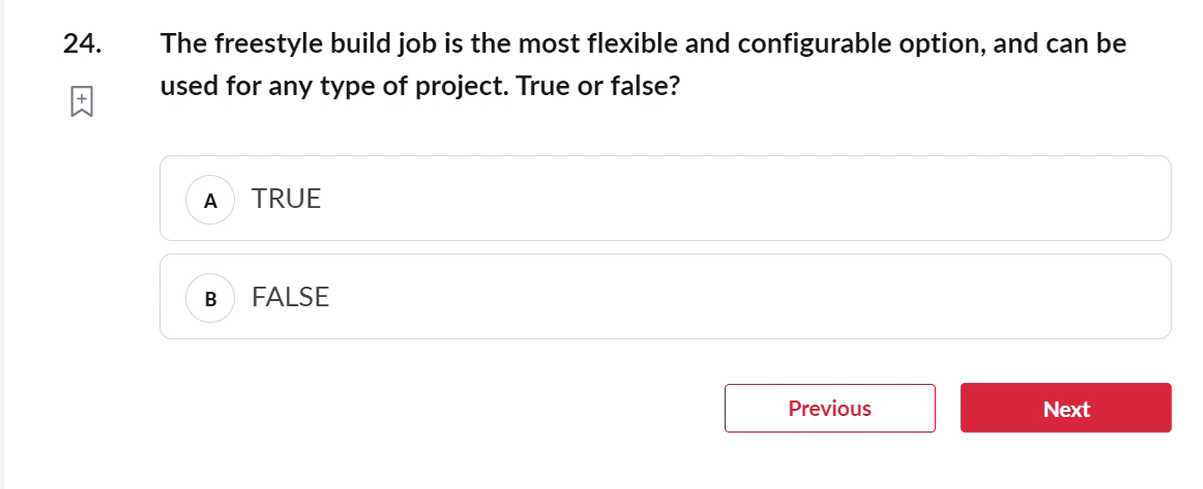 24. The freestyle build job is the most flexible and configurable option, and can be
used for any type of project. True or false?
A TRUE
B FALSE
Previous Next